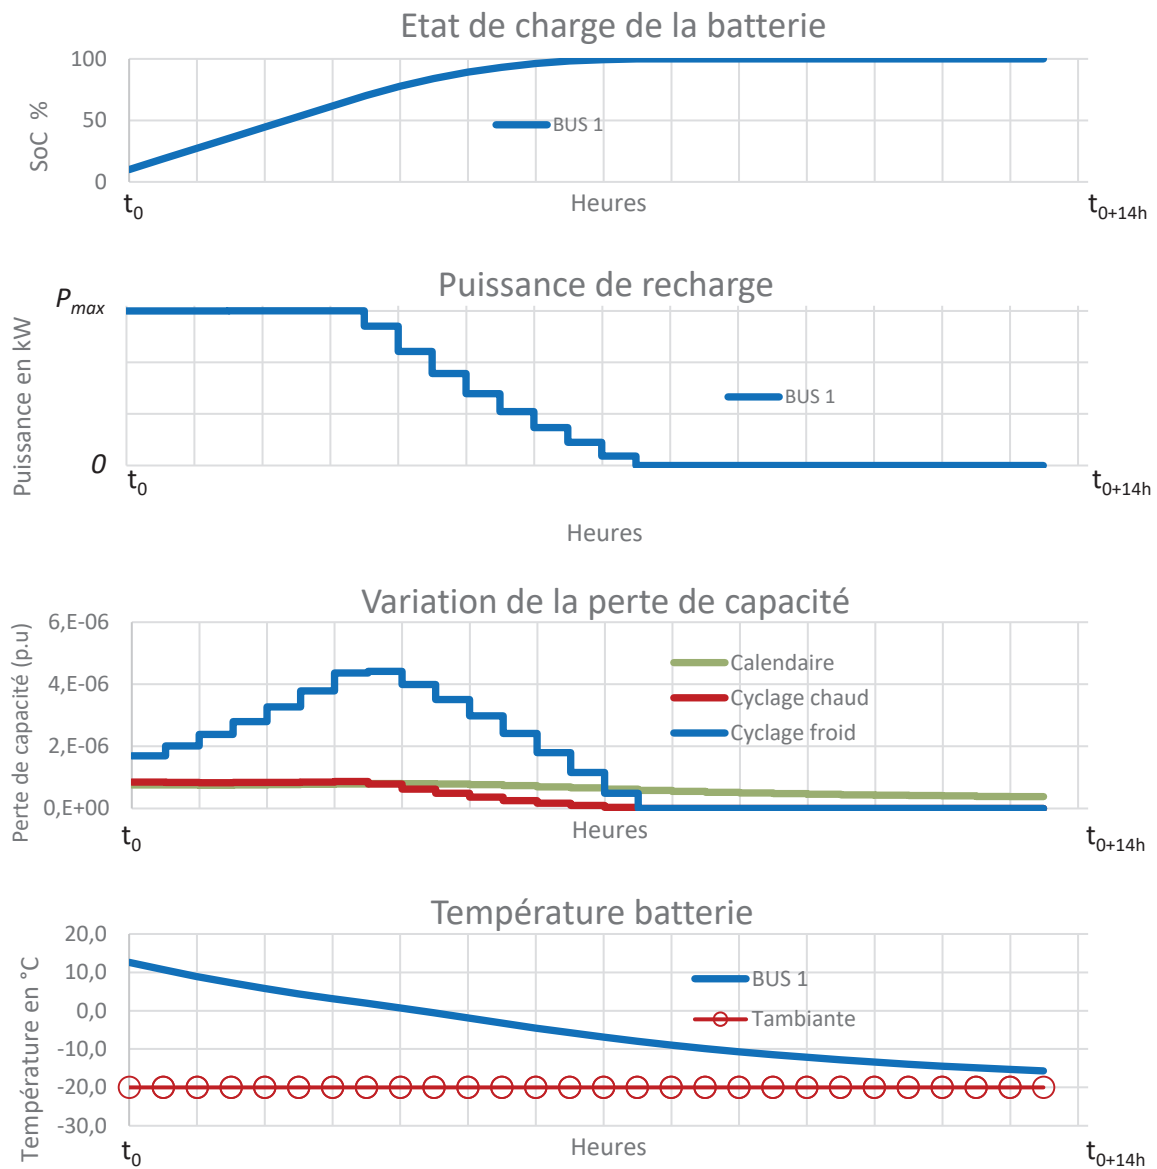 Etat de charge de la batterie
100
50
0
SoC %
BUS 1
t0
Heures
t0+14h
Puissance de recharge
Pmax
Puissance en kW
BUS 1
0
t0
t0+14h
Heures
Variation de la perte de capacité
6,E-06
4,E-06
2,E-06
0,E+00
Perte de capacité (p.u)
Calendaire
Cyclage chaud
Cyclage froid
t0
Heures
t0+14h
Température batterie
20,0
10,0
0,0
-10,0
-20,0
-30,0
Température en °C
BUS 1
Tambiante
t0
Heures
t0+14h